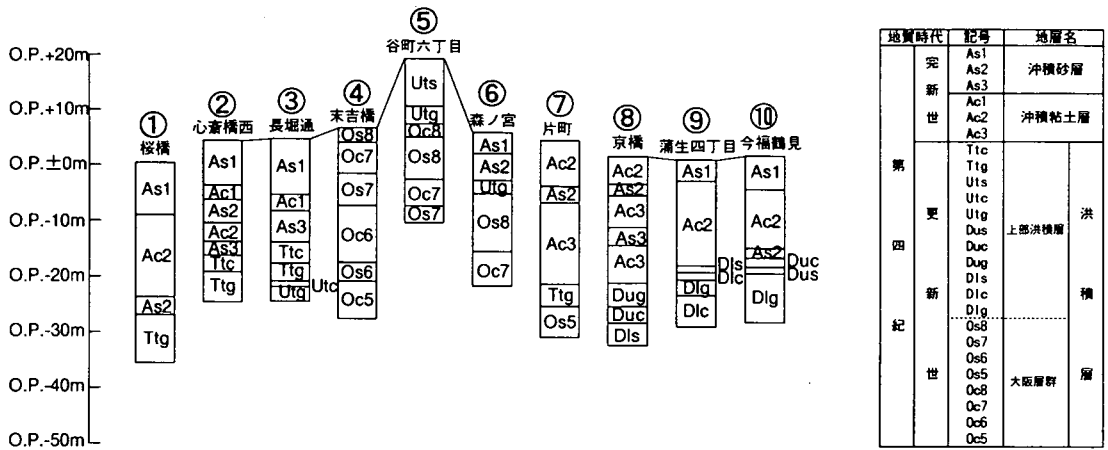 O.P.+20m
O.P.+10m
O.P.±0m
O.P.-10m
O.P.-20m
O.P.-30m
O.P.-40m
O.P.-50m
①
桜橋
As1
Ac2
As2
Ttg
②
心斎橋西
As1
Ac1
As2
Ac2
As3
Ttc
Ttg
③
長堀通
As1
Ac1
As3
Ttc
Ttg
Utc
Utg
④
末吉橋
Os8
Oc7
Os7
Oc6
Os6
Oc5
⑤
谷町六丁目
Uts
Utg
Oc8
Os8
Oc7
Os7
⑥
森ノ宮
As1
As2
Utg
Os8
Oc7
⑦
片町
Ac2
As2
Ac3
Ttg
Os5
⑧
京橋
Ac2
As2
Ac3
As3
Ac3
Dug
Duc
Dls
⑨
蒲生四丁目
As1
Ac2
Dls
Dlc
Dlg
Dlc
⑩
今福鶴見
As1
Ac2
As2
Duc
Dus
Dlg
地質時代 記号 地層名
第四紀
完新世
As1
As2
As3
沖積砂層
Ac1
Ac2
Ac3
沖積粘土層
更新世
Ttc
Ttg
Uts
Utc
Utg
Dus
Duc
Dug
Dls
Dlc
Dlg
上部洪積層
Os8
Os7
Os6
Os5
Oc8
Oc7
Oc6
Oc5
大阪層群
洪積層